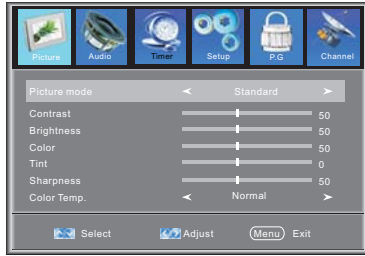 Picture Audio Timer Setup P.G Channel
Picture mode Standard
Contrast 50
Brightness 50
Color 50
Tint 0
Sharpness 50
Color Temp. Normal
Select Adjust Menu Exit